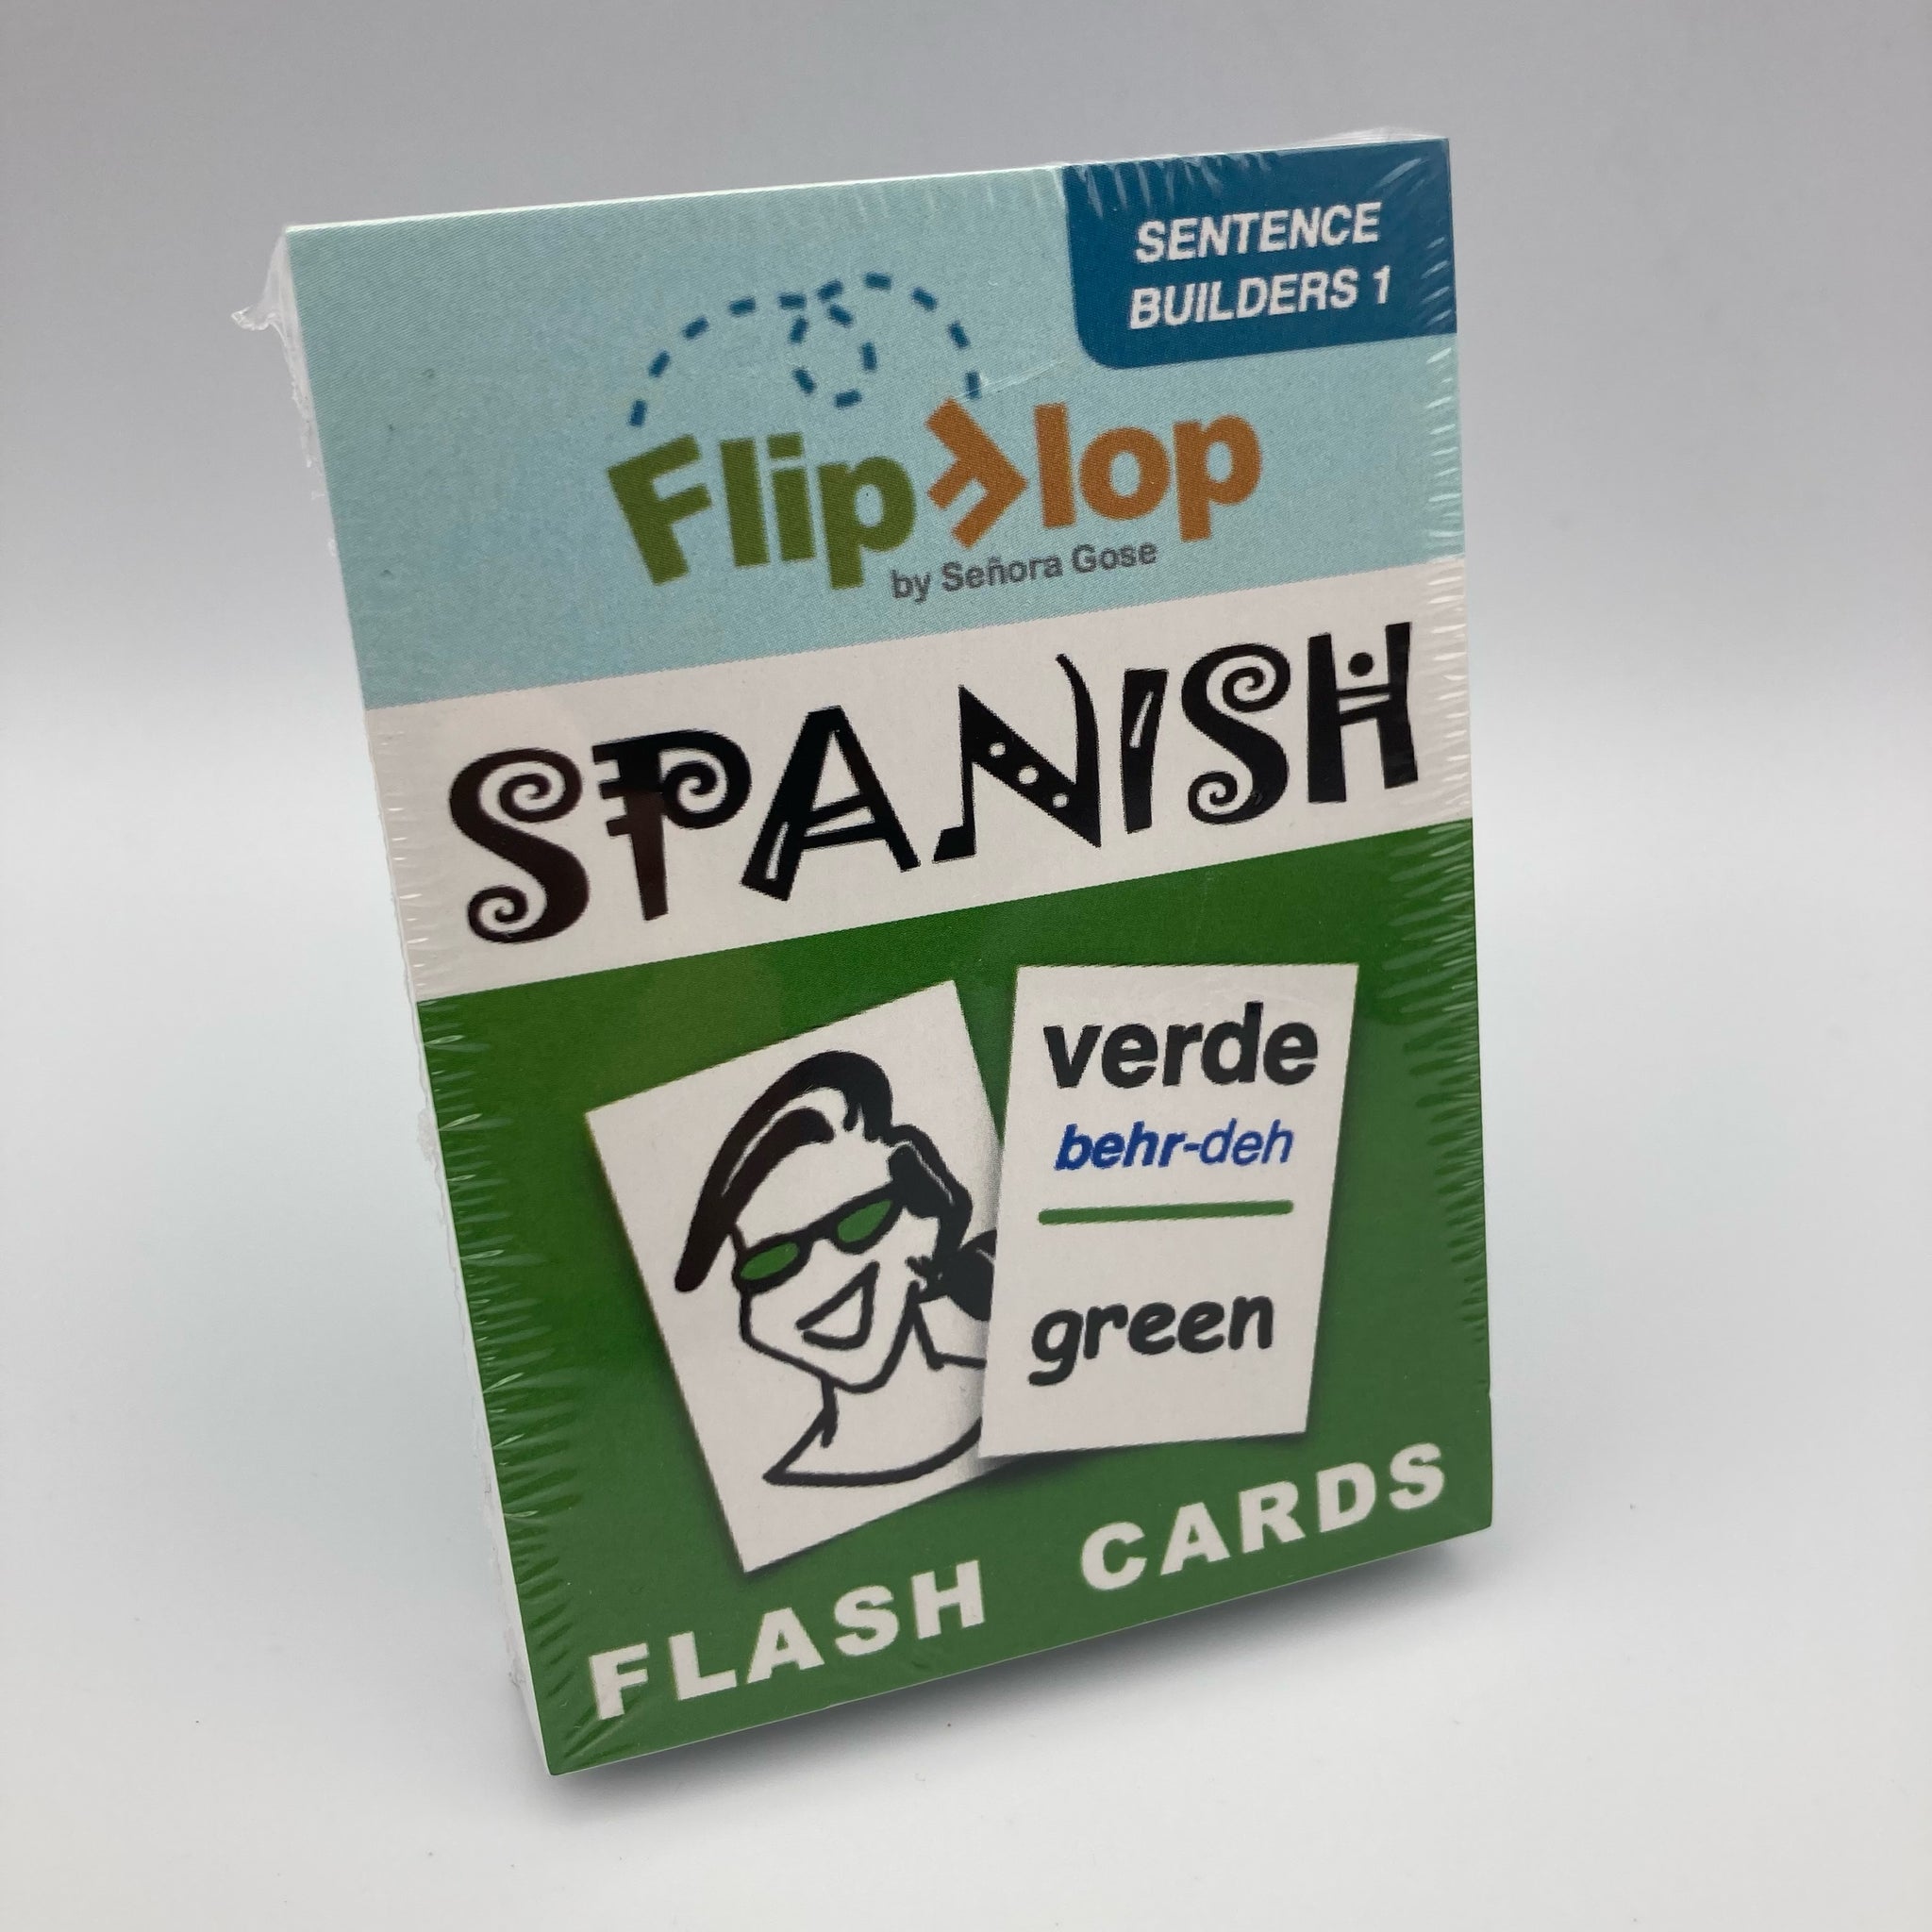 SENTENCE
BUILDERS 1
FlipFlop
by Señora Gose
SPANISH
verde
behr-deh
green
FLASH CARDS